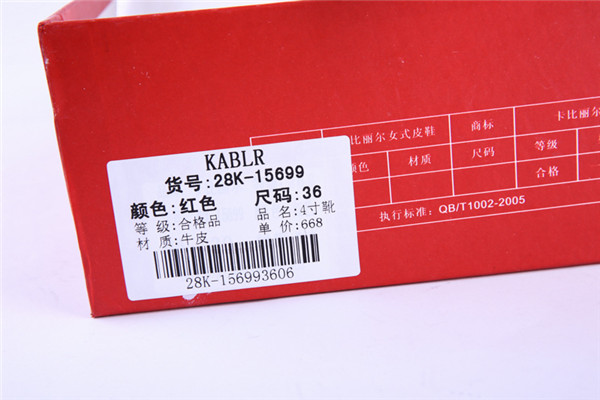 KABLR
货号:28K-15699
颜色:红色 尺码:36
等 级:合格品 品 名:4寸靴
材 质:牛皮 单 价:668
28K-156993606
比丽尔女式皮鞋 商标 卡比丽尔
颜色 材质 尺码 等级
合格
执行标准: QB/T1002-2005